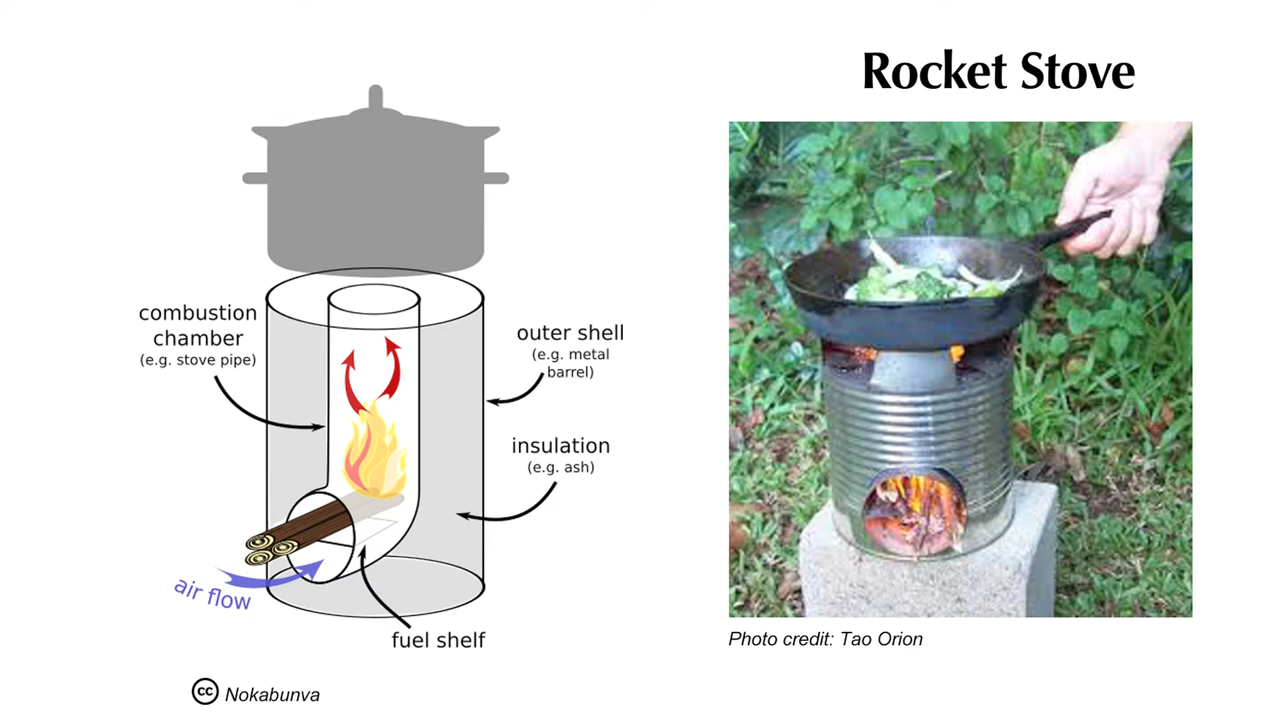 Rocket Stove
combustion
chamber
(e.g. stove pipe)
outer shell
(e.g. metal
barrel)
insulation
(e.g. ash)
air flow
fuel shelf
Photo credit: Tao Orion
cc Nokabunva